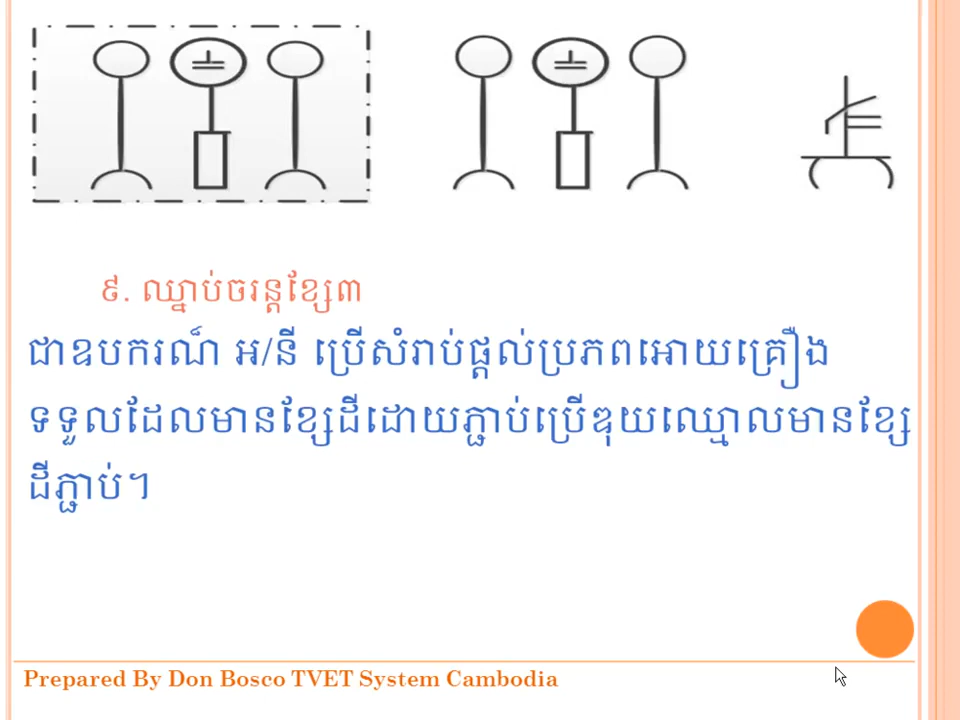 ៩. ឈ្នាប់ចរន្តខ្សែ៣
ជាឧបករណ៏ អ/នី ប្រើសំរាប់ផ្តល់ប្រភពអោយគ្រឿង
ទទួលដែលមានខ្សែដីដោយភ្ជាប់ប្រើឌុយឈ្មោលមានខ្សែ
ដីភ្ជាប់។
Prepared By Don Bosco TVET System Cambodia